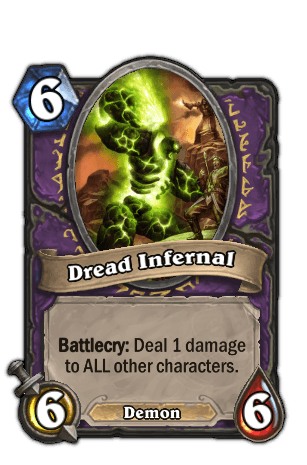 6
Dread Infernal
Battlecry: Deal 1 damage
to ALL other characters.
6
Demon
6